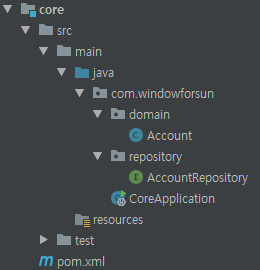 core
src
main
java
com.windowforsun
domain
Account
repository
AccountRepository
CoreApplication
resources
test
pom.xml